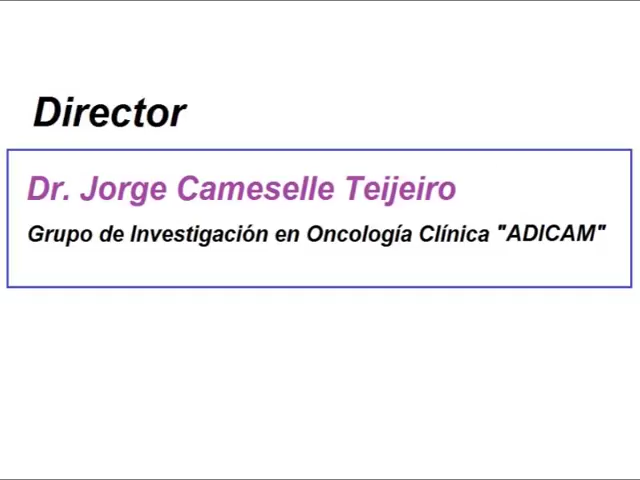 Director
Dr. Jorge Cameselle Teijeiro
Grupo de Investigación en Oncología Clínica "ADICAM"